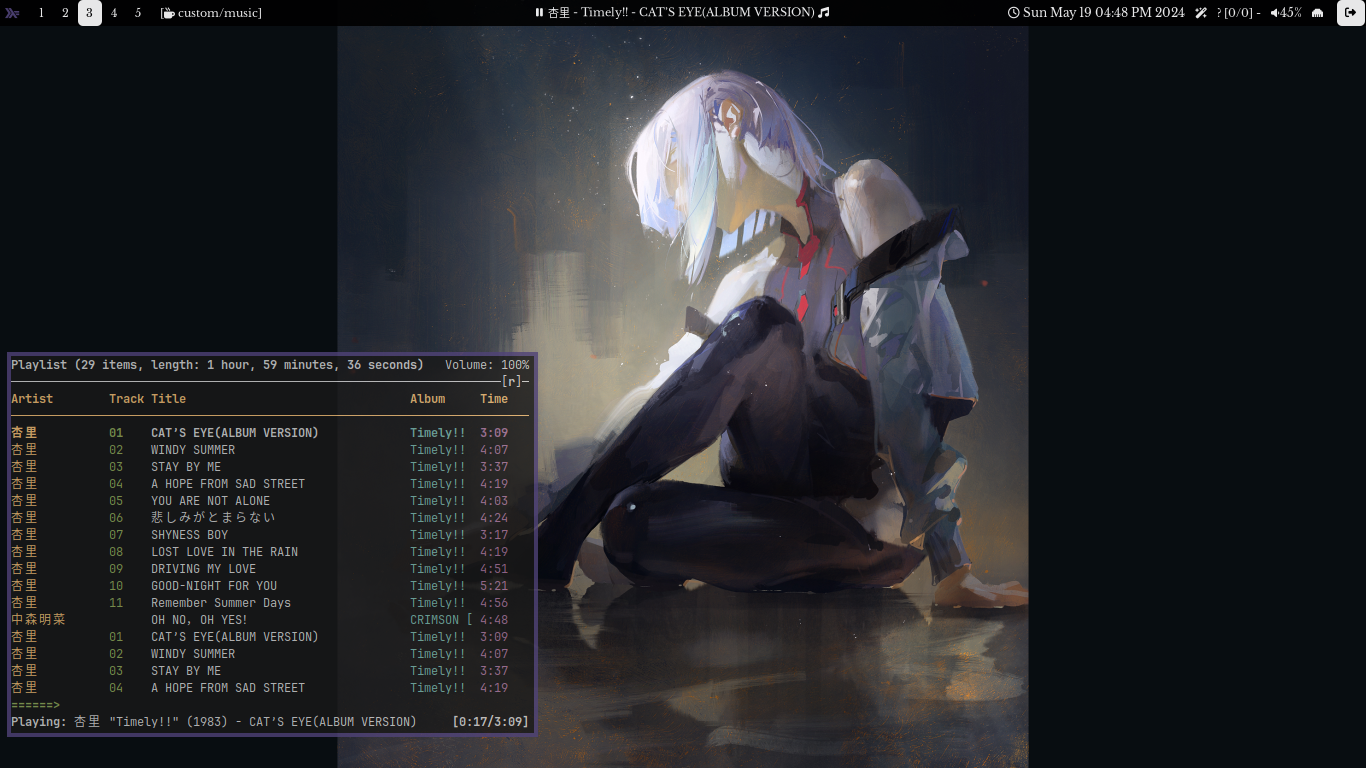 1 2 3 4 5 [custom/music]
杏里 - Timely!! - CAT'S EYE(ALBUM VERSION)
Sun May 19 04:48 PM 2024 ? [0/0] - 45%
Playlist (29 items, length: 1 hour, 59 minutes, 36 seconds) Volume: 100%
[r]
Artist Track Title Album Time
杏里 01 CAT'S EYE(ALBUM VERSION) Timely!! 3:09
杏里 02 WINDY SUMMER Timely!! 4:07
杏里 03 STAY BY ME Timely!! 3:37
杏里 04 A HOPE FROM SAD STREET Timely!! 4:19
杏里 05 YOU ARE NOT ALONE Timely!! 4:03
杏里 06 悲しみがとまらない Timely!! 4:24
杏里 07 SHYNESS BOY Timely!! 3:17
杏里 08 LOST LOVE IN THE RAIN Timely!! 4:19
杏里 09 DRIVING MY LOVE Timely!! 4:51
杏里 10 GOOD-NIGHT FOR YOU Timely!! 5:21
杏里 11 Remember Summer Days Timely!! 4:56
中森明菜 OH NO, OH YES! CRIMSON [ 4:48
杏里 01 CAT'S EYE(ALBUM VERSION) Timely!! 3:09
杏里 02 WINDY SUMMER Timely!! 4:07
杏里 03 STAY BY ME Timely!! 3:37
杏里 04 A HOPE FROM SAD STREET Timely!! 4:19
======>
Playing: 杏里 "Timely!!" (1983) - CAT'S EYE(ALBUM VERSION) [0:17/3:09]